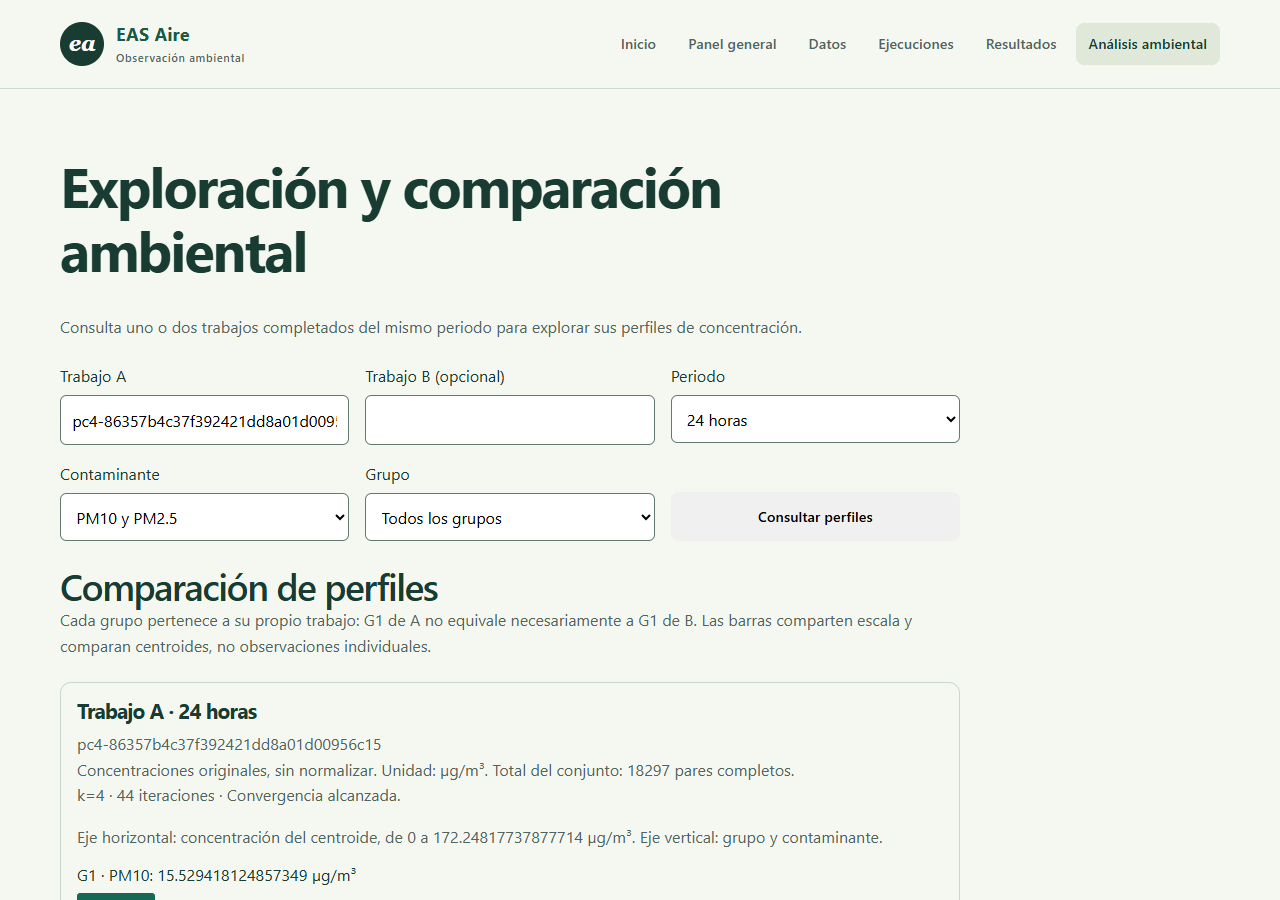 ea
EAS Aire
Observación ambiental
Inicio
Panel general
Datos
Ejecuciones
Resultados
Análisis ambiental
Exploración y comparación
ambiental
Consulta uno o dos trabajos completados del mismo periodo para explorar sus perfiles de concentración.
Trabajo A
Trabajo B (opcional)
Periodo
pc4-86357b4c37f392421dd8a01d009
24 horas
Contaminante
Grupo
PM10 y PM2.5
Todos los grupos
Consultar perfiles
Comparación de perfiles
Cada grupo pertenece a su propio trabajo: G1 de A no equivale necesariamente a G1 de B. Las barras comparten escala y
comparan centroides, no observaciones individuales.
Trabajo A · 24 horas
pc4-86357b4c37f392421dd8a01d00956c15
Concentraciones originales, sin normalizar. Unidad: µg/m³. Total del conjunto: 18297 pares completos.
k=4 · 44 iteraciones · Convergencia alcanzada.
Eje horizontal: concentración del centroide, de 0 a 172.24817737877714 µg/m³. Eje vertical: grupo y contaminante.
G1 · PM10: 15.529418124857349 µg/m³